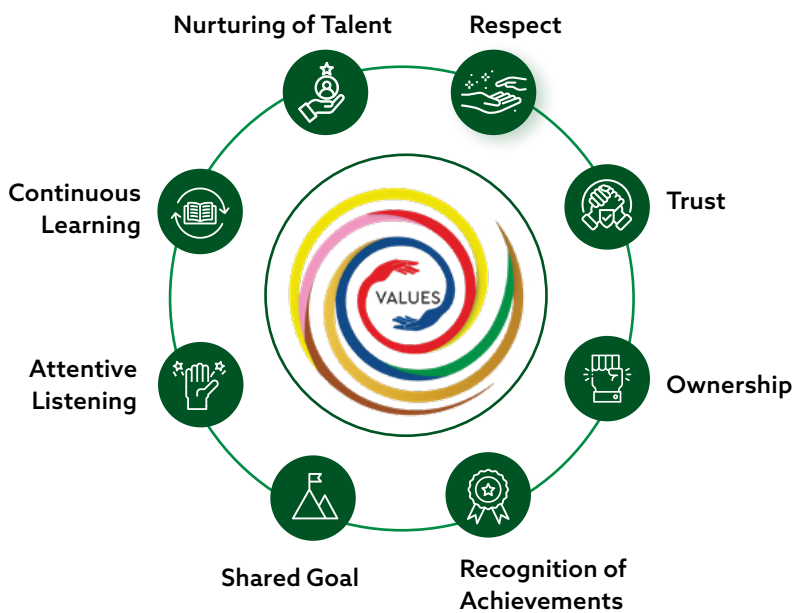 Nurturing of Talent
Respect
Continuous
Learning
Trust
VALUES
Attentive
Listening
Ownership
Shared Goal
Recognition of
Achievements